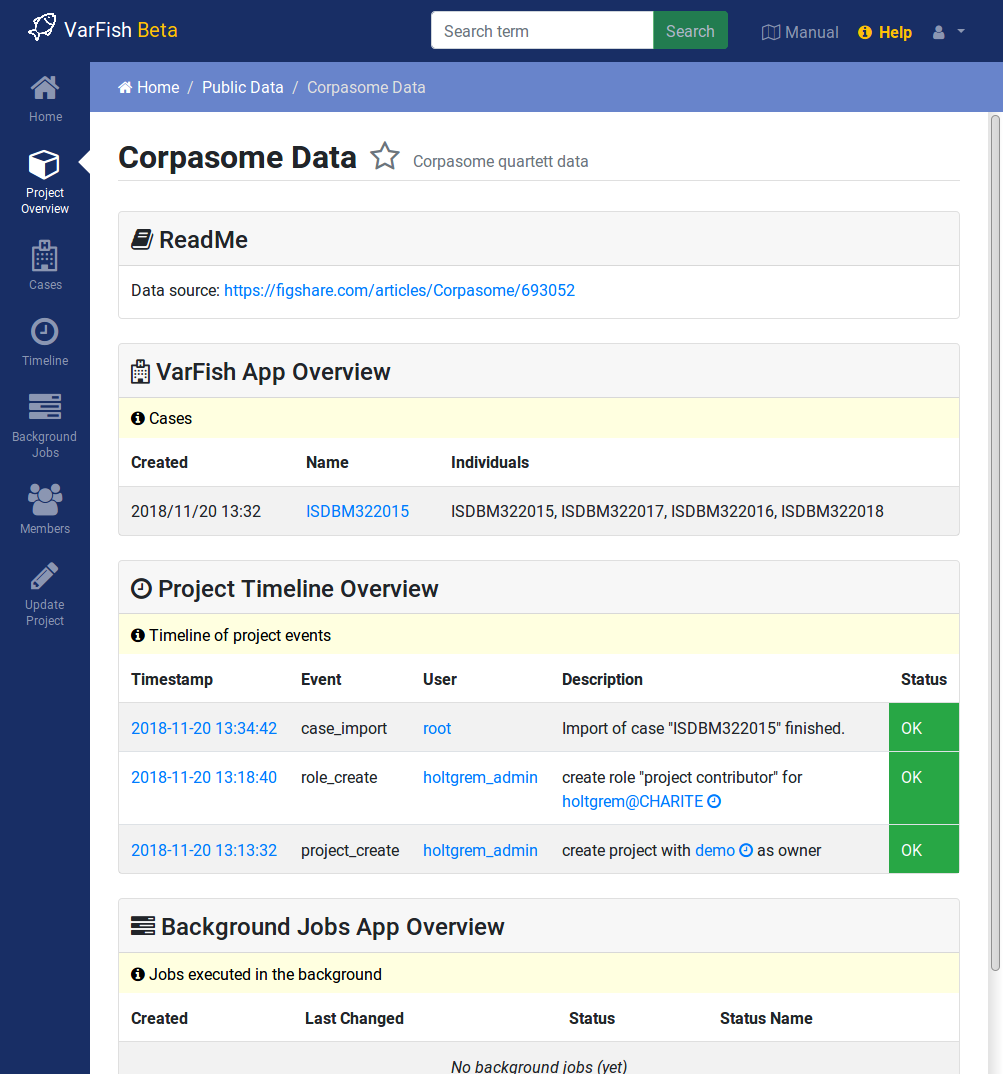 VarFish Beta
Search term
Search
Manual
Help
Home / Public Data / Corpasome Data
Home
Project
Overview
Cases
Timeline
Background
Jobs
Members
Update
Project
Corpasome Data Corpasome quartett data
ReadMe
Data source: https://figshare.com/articles/Corpasome/693052
VarFish App Overview
Cases
Created Name Individuals
2018/11/20 13:32 ISDBM322015 ISDBM322015, ISDBM322017, ISDBM322016, ISDBM322018
Project Timeline Overview
Timeline of project events
Timestamp Event User Description Status
2018-11-20 13:34:42 case_import root Import of case "ISDBM322015" finished. OK
2018-11-20 13:18:40 role_create holtgrem_admin create role "project contributor" for OK
holtgrem@CHARITE
2018-11-20 13:13:32 project_create holtgrem_admin create project with demo as owner OK
Background Jobs App Overview
Jobs executed in the background
Created Last Changed Status Status Name
No background jobs (yet)